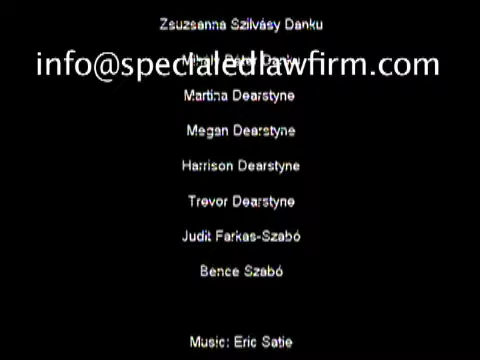 Zsuzsanna Szilvásy Danku
info@specialedlawfirm.com
Martina Dearstyne
Megan Dearstyne
Harrison Dearstyne
Trevor Dearstyne
Judit Farkas-Szabó
Bence Szabó
Music: Eric Satie